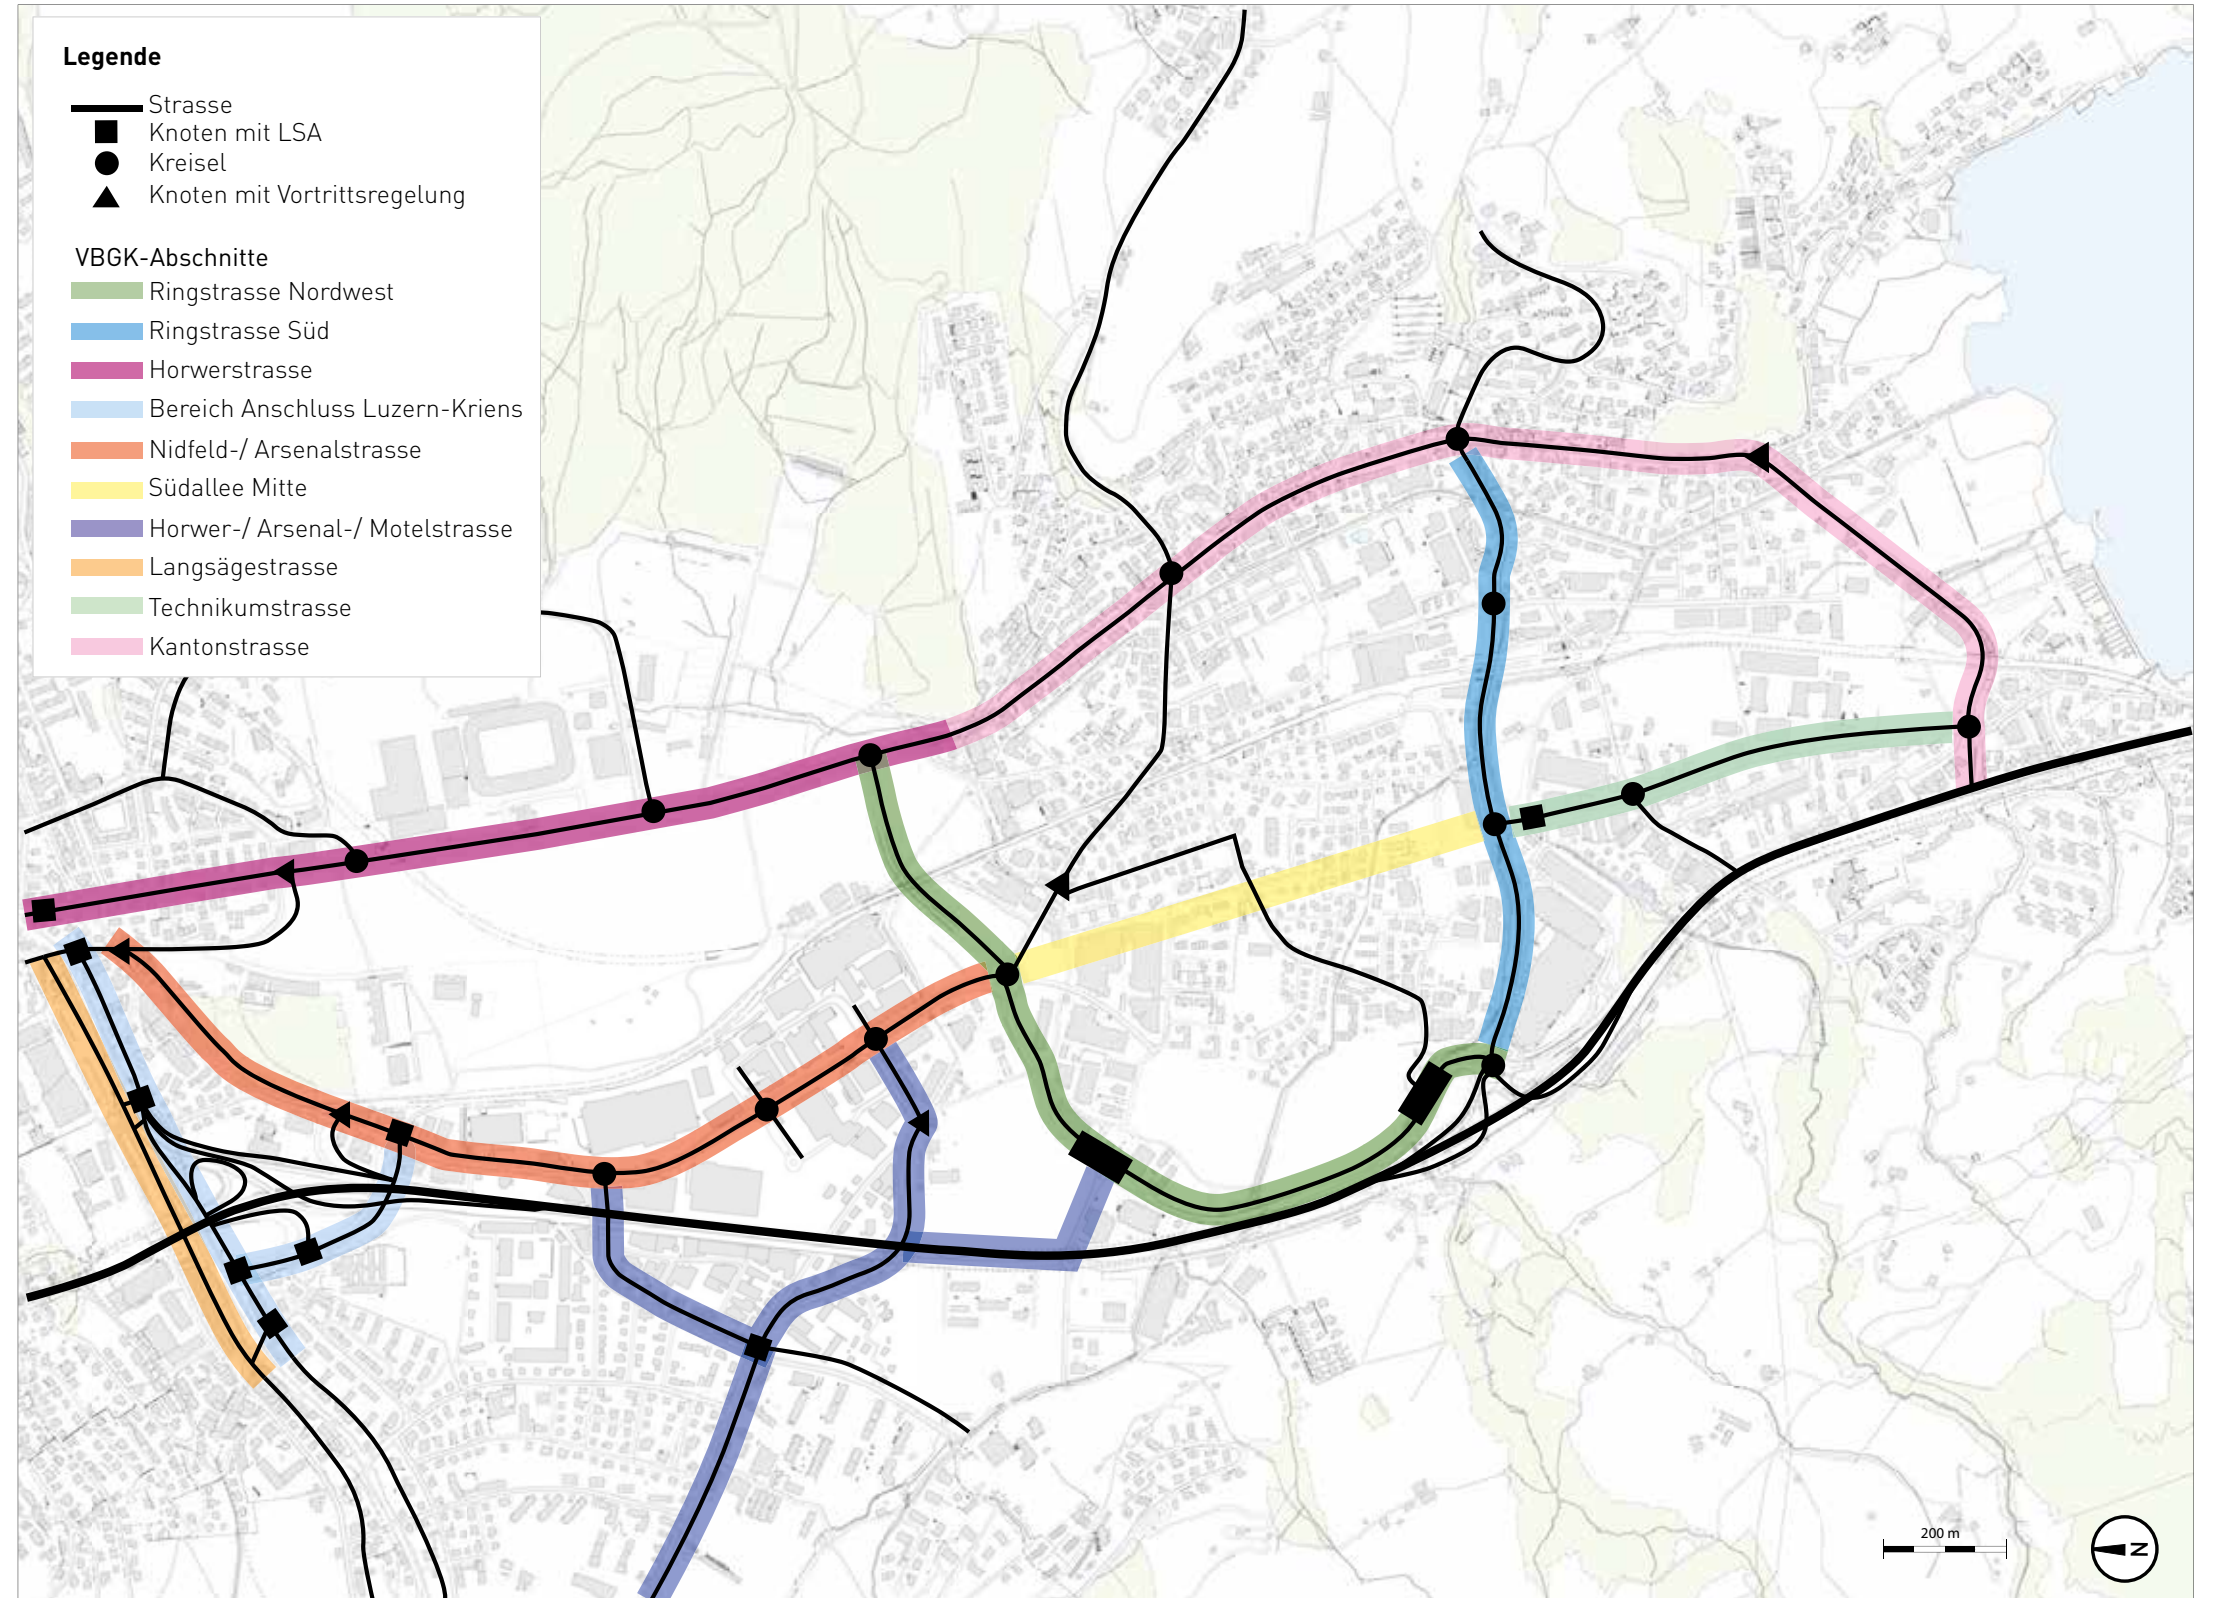 Legende
Strasse
Knoten mit LSA
Kreisel
Knoten mit Vortrittsregelung
VBGK-Abschnitte
Ringstrasse Nordwest
Ringstrasse Süd
Horwerstrasse
Bereich Anschluss Luzern-Kriens
Nidfeld-/ Arsenalstrasse
Südallee Mitte
Horwer-/ Arsenal-/ Motelstrasse
Langsägestrasse
Technikumstrasse
Kantonstrasse
200 m
N